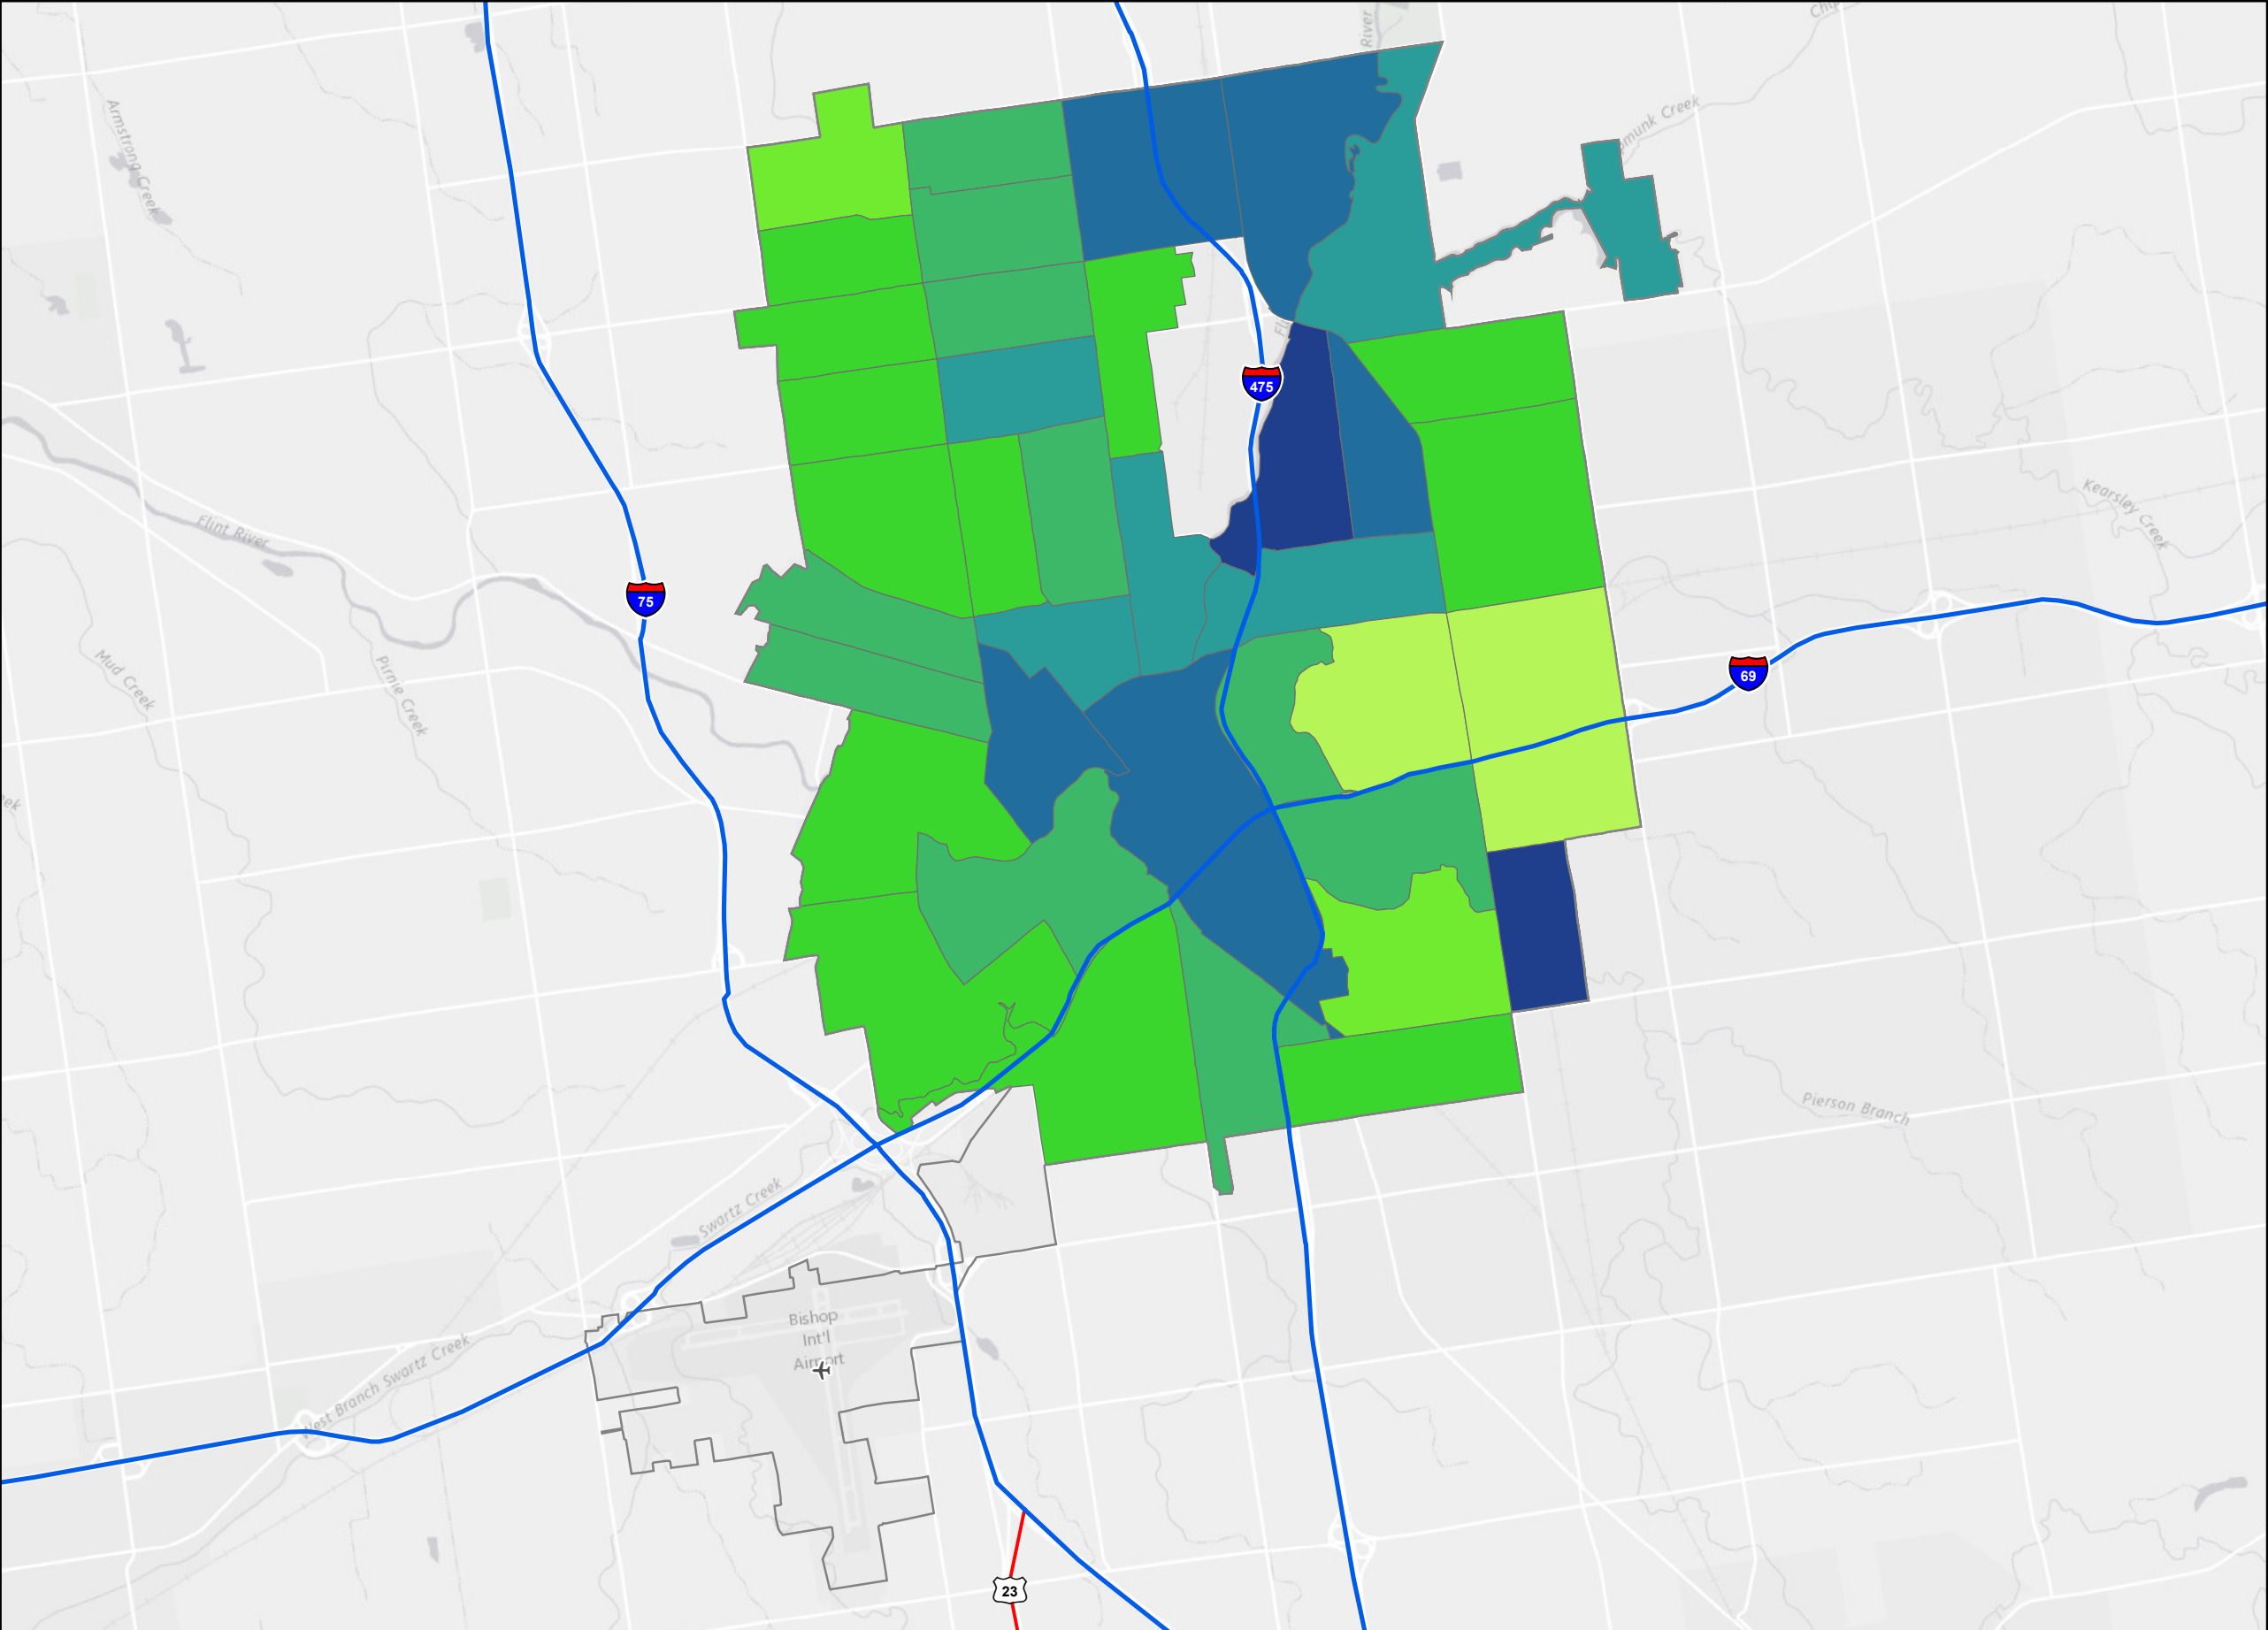 River
Armstrong Creek
475
Flint River
Kearsley Creek
75
Mud Creek
Pirnie Creek
69
Pierson Branch
Swartz Creek
Bishop
Int'l
Airport
West Branch Swartz Creek
23